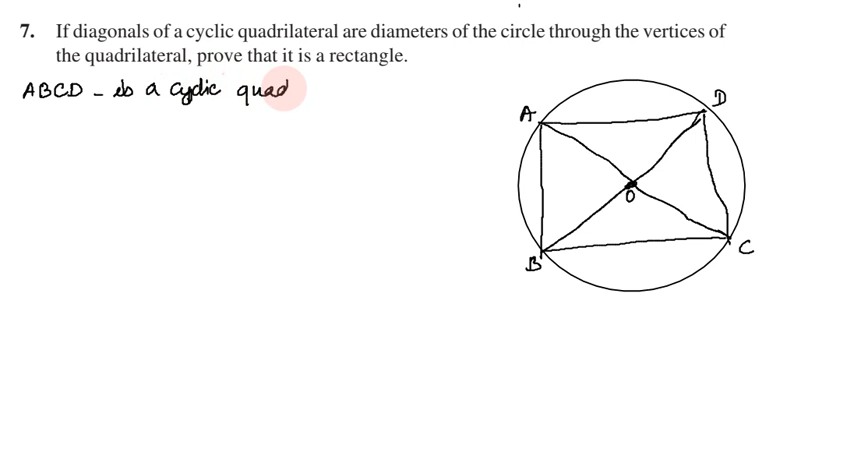 7. If diagonals of a cyclic quadrilateral are diameters of the circle through the vertices of
the quadrilateral, prove that it is a rectangle.
ABCD - is a cyclic quad
A
D
O
B
C